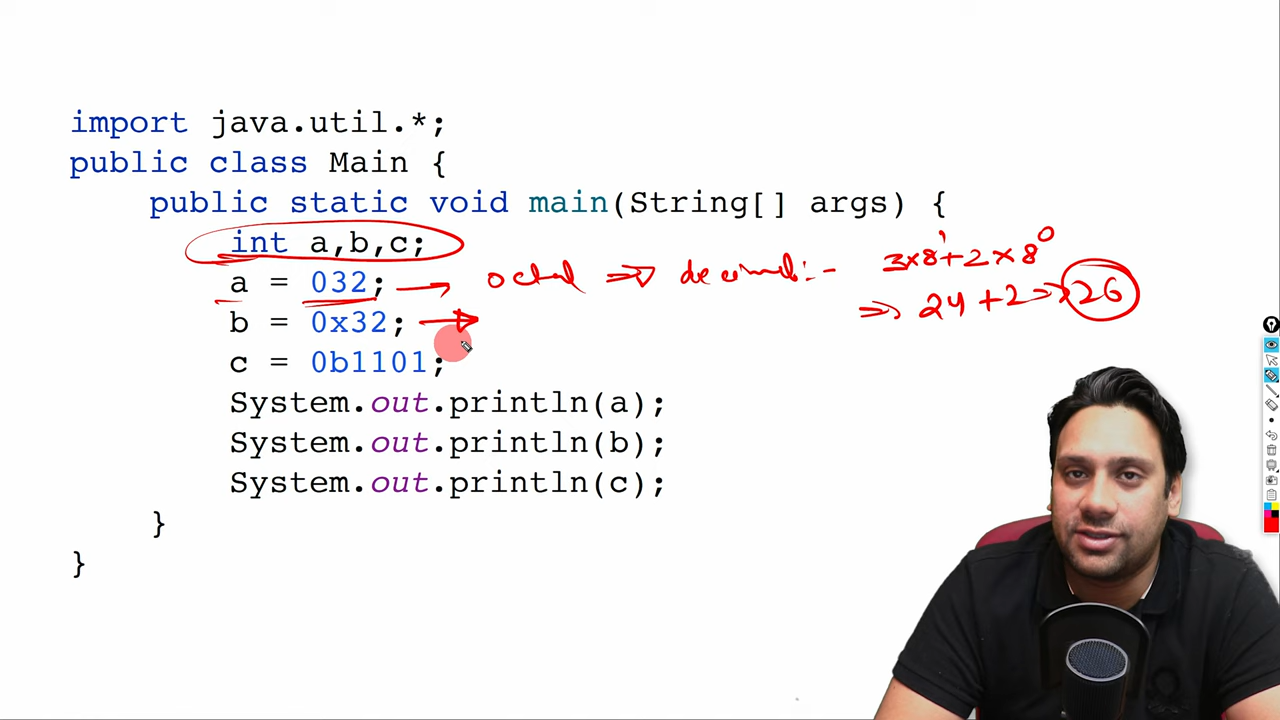 import java.util.*;
public class Main {
public static void main(String[] args) {
int a,b,c;
a = 032; octal ⇒ decimal:- 3x8¹+2x8⁰
⇒ 24+2⇒26
b = 0x32;
c = 0b1101;
System.out.println(a);
System.out.println(b);
System.out.println(c);
}
}